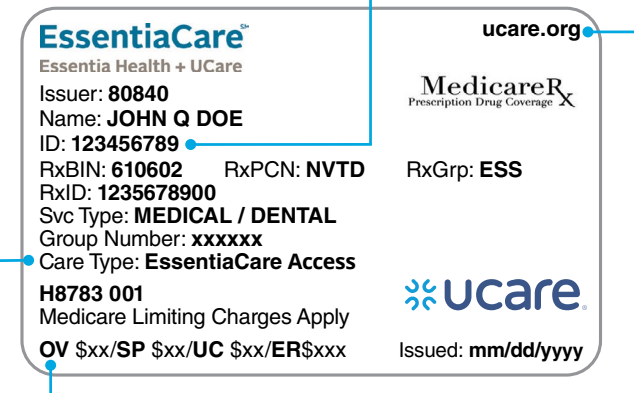 EssentiaCare℠
ucare.org
Essentia Health + UCare
MedicareRx
Prescription Drug Coverage
Issuer: 80840
Name: JOHN Q DOE
ID: 123456789
RxBIN: 610602 RxPCN: NVTD RxGrp: ESS
RxID: 1235678900
Svc Type: MEDICAL / DENTAL
Group Number: xxxxxx
Care Type: EssentiaCare Access
H8783 001
Medicare Limiting Charges Apply
ucare®
OV $xx/SP $xx/UC $xx/ER$xxx Issued: mm/dd/yyyy